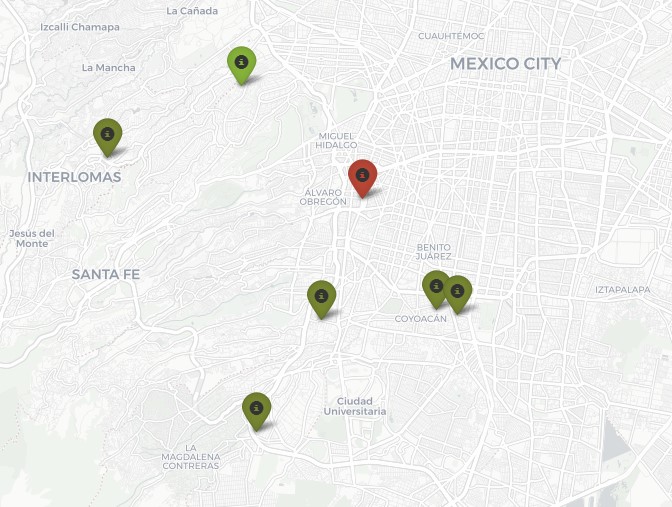 La Cañada
Izcalli Chamapa
CUAUHTÉMOC
La Mancha
MEXICO CITY
MIGUEL
HIDALGO
INTERLOMAS
ÁLVARO
OBREGÓN
Jesús del
Monte
BENITO
JUÁREZ
SANTA FE
IZTAPALAPA
COYOACÁN
Ciudad
Universitaria
LA
MAGDALENA
CONTRERAS